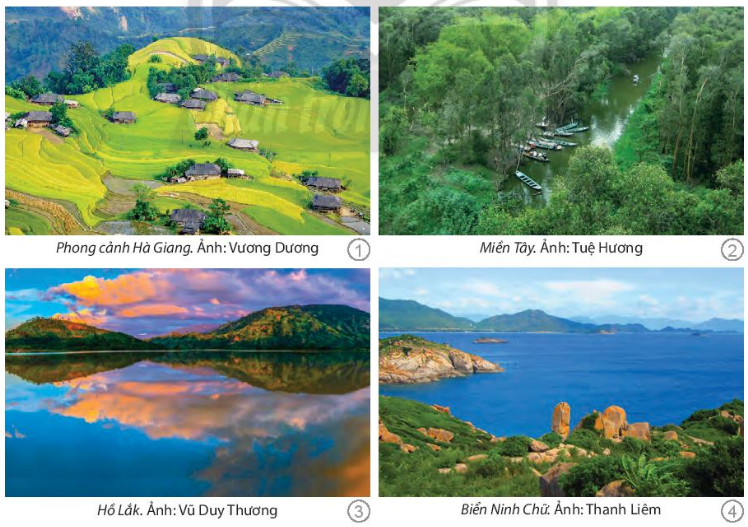 Phong cảnh Hà Giang. Ảnh: Vương Dương
1
Miền Tây. Ảnh: Tuệ Hương
2
Hồ Lắk. Ảnh: Vũ Duy Thương
3
Biển Ninh Chữ. Ảnh: Thanh Liêm
4